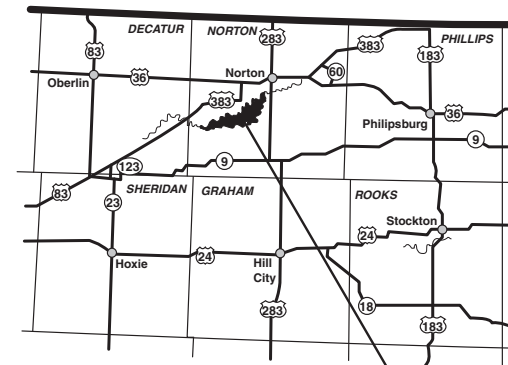 DECATUR
NORTON
PHILLIPS
83
283
383
183
Oberlin
36
Norton
60
383
36
Philipsburg
9
9
123
83
SHERIDAN
GRAHAM
ROOKS
23
Stockton
24
24
Hoxie
Hill
City
18
283
183